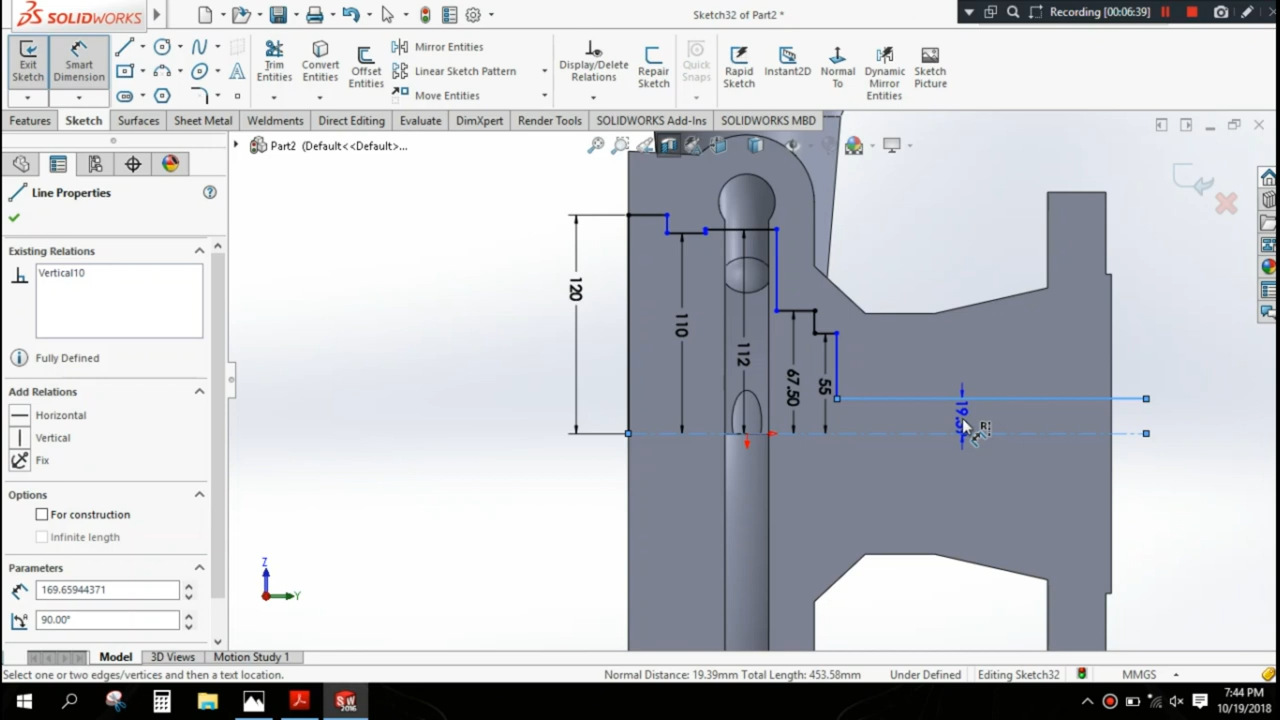 SOLIDWORKS
Sketch32 of Part2 *
Recording [00:06:39]
Exit Sketch
Smart Dimension
Trim Entities
Convert Entities
Offset Entities
Mirror Entities
Linear Sketch Pattern
Move Entities
Display/Delete Relations
Repair Sketch
Quick Snaps
Rapid Sketch
Instant2D
Normal To
Dynamic Mirror Entities
Sketch Picture
Features
Sketch
Surfaces
Sheet Metal
Weldments
Direct Editing
Evaluate
DimXpert
Render Tools
SOLIDWORKS Add-Ins
SOLIDWORKS MBD
Part2 (Default<<Default>...
Line Properties
Existing Relations
Vertical10
Fully Defined
Add Relations
Horizontal
Vertical
Fix
Options
For construction
Infinite length
Parameters
169.65944371
90.00°
120
110
112
67.50
55
Z
Y
Model
3D Views
Motion Study 1
Select one or two edges/vertices and then a text location.
Normal Distance: 19.39mm Total Length: 453.58mm
Under Defined
Editing Sketch32
MMGS
7:44 PM
10/19/2018